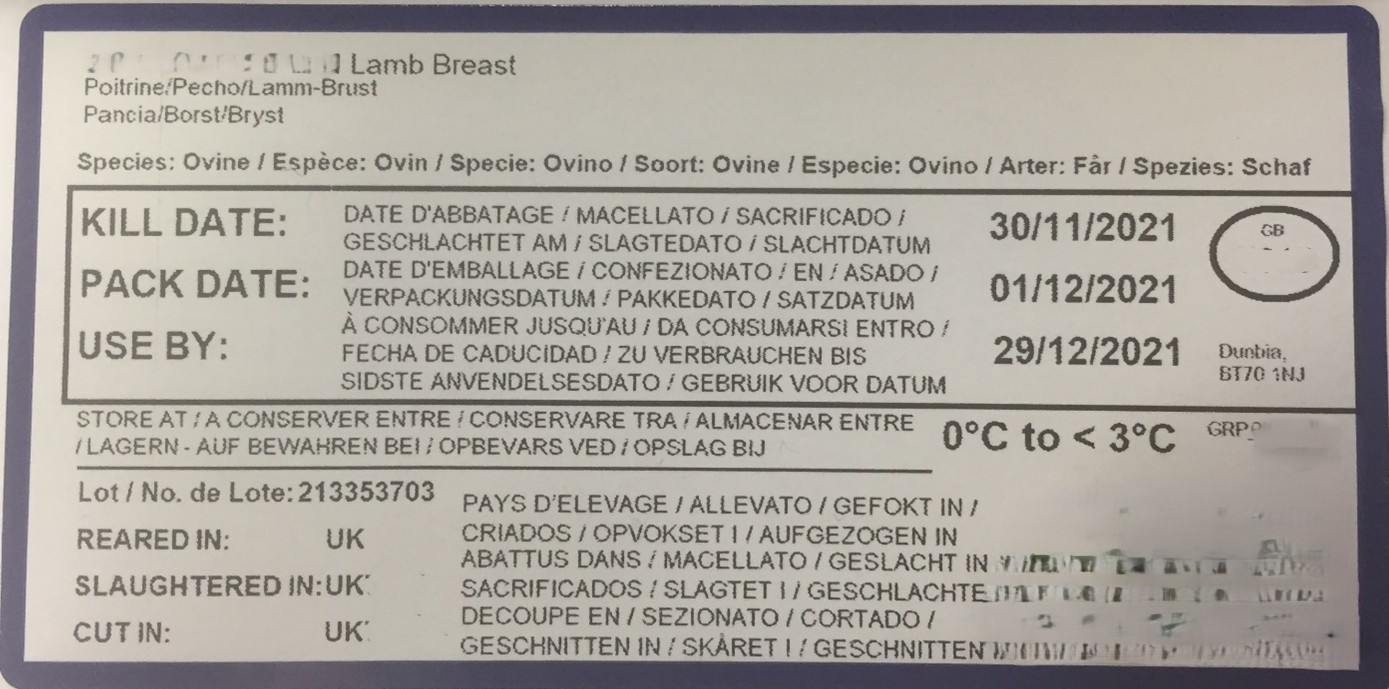 Lamb Breast
Poitrine/Pecho/Lamm-Brust
Pancia/Borst/Bryst
Species: Ovine / Espèce: Ovin / Specie: Ovino / Soort: Ovine / Especie: Ovino / Arter: Får / Spezies: Schaf
KILL DATE: DATE D'ABBATAGE / MACELLATO / SACRIFICADO / 30/11/2021 GB
GESCHLACHTET AM / SLAGTEDATO / SLACHTDATUM
PACK DATE: DATE D'EMBALLAGE / CONFEZIONATO / EN / ASADO / 01/12/2021
VERPACKUNGSDATUM / PAKKEDATO / SATZDATUM
USE BY: À CONSOMMER JUSQU'AU / DA CONSUMARSI ENTRO / 29/12/2021 Dunbia,
FECHA DE CADUCIDAD / ZU VERBRAUCHEN BIS BT70 1NJ
SIDSTE ANVENDELSESDATO / GEBRUIK VOOR DATUM
STORE AT / A CONSERVER ENTRE / CONSERVARE TRA / ALMACENAR ENTRE 0°C to < 3°C GRP
/ LAGERN - AUF BEWAHREN BEI / OPBEVARS VED / OPSLAG BIJ
Lot / No. de Lote: 213353703
PAYS D'ELEVAGE / ALLEVATO / GEFOKT IN /
REARED IN: UK CRIADOS / OPVOKSET I / AUFGEZOGEN IN
ABATTUS DANS / MACELLATO / GESLACHT IN
SLAUGHTERED IN: UK SACRIFICADOS / SLAGTET I / GESCHLACHTE
DECOUPE EN / SEZIONATO / CORTADO /
CUT IN: UK GESCHNITTEN IN / SKÅRET I / GESCHNITTEN